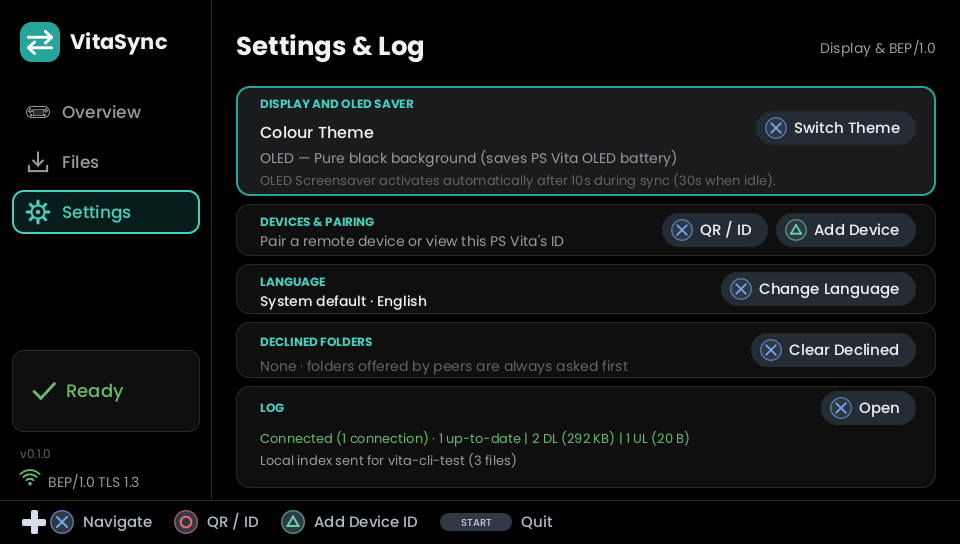 VitaSync
Overview
Files
Settings
Ready
v0.1.0
BEP/1.0 TLS 1.3
Settings & Log
Display & BEP/1.0
DISPLAY AND OLED SAVER
Colour Theme
OLED — Pure black background (saves PS Vita OLED battery)
OLED Screensaver activates automatically after 10s during sync (30s when idle).
Switch Theme
DEVICES & PAIRING
Pair a remote device or view this PS Vita's ID
QR / ID
Add Device
LANGUAGE
System default · English
Change Language
DECLINED FOLDERS
None · folders offered by peers are always asked first
Clear Declined
LOG
Open
Connected (1 connection) · 1 up-to-date | 2 DL (292 KB) | 1 UL (20 B)
Local index sent for vita-cli-test (3 files)
Navigate
QR / ID
Add Device ID
START
Quit